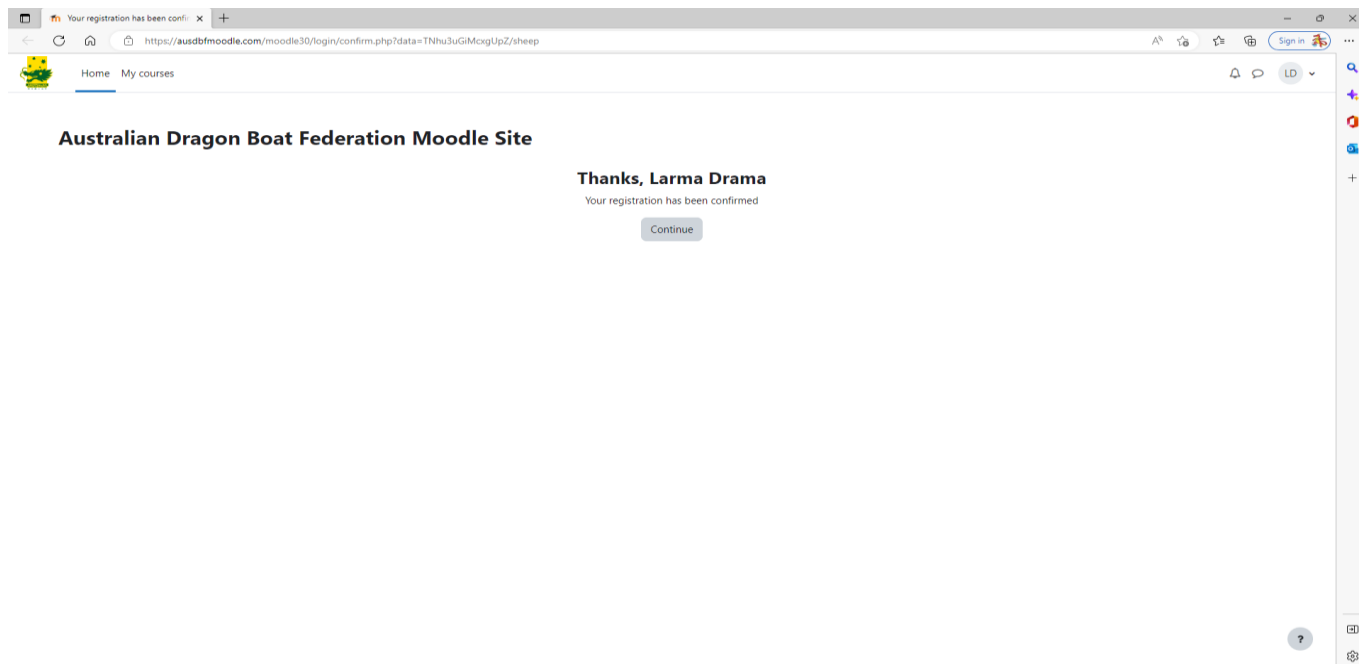 Your registration has been confi
https://ausdbfmoodle.com/moodle30/login/confirm.php?data=TNhu3uGiMcxgUpZ/sheep
Sign in
Home My courses
LD
Australian Dragon Boat Federation Moodle Site
Thanks, Larma Drama
Your registration has been confirmed
Continue
?